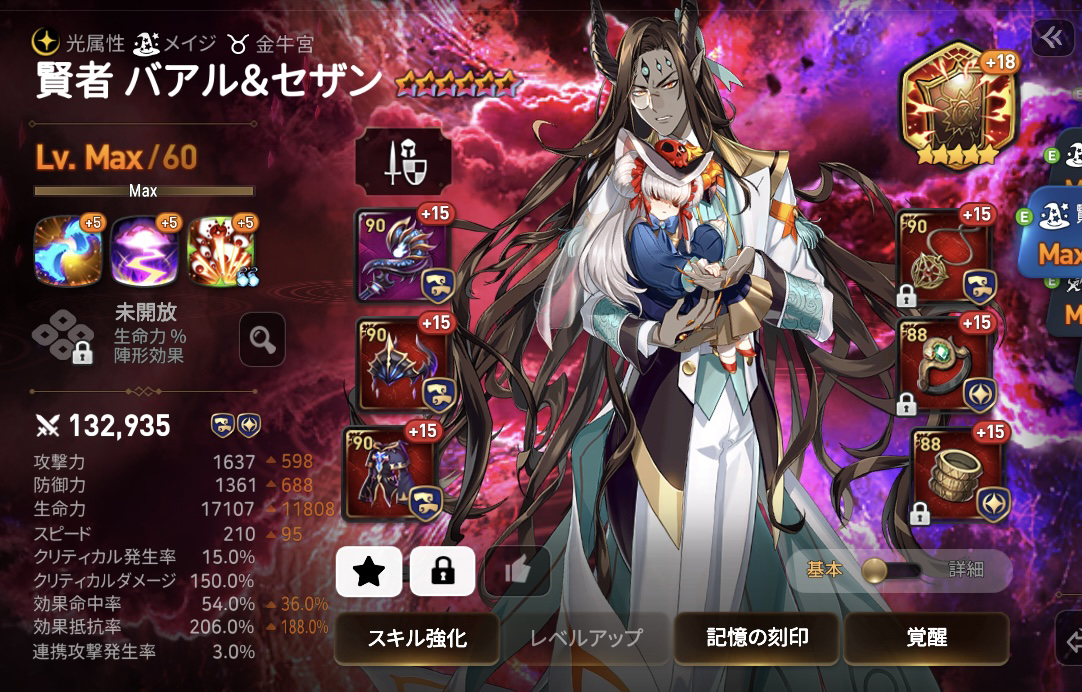 光属性 メイジ 金牛宮
賢者 バアル&セザン
Lv. Max/60
Max
+5
+5
+5
未開放
生命力 %
陣形効果
132,935
攻撃力 1637 598
防御力 1361 688
生命力 17107 11808
スピード 210 95
クリティカル発生率 15.0%
クリティカルダメージ 150.0%
効果命中率 54.0% 36.0%
効果抵抗率 206.0% 188.0%
連携攻撃発生率 3.0%
90 +15
90 +15
90 +15
+18
90 +15
88 +15
88 +15
E
E
Max
E
基本 詳細
スキル強化
レベルアップ
記憶の刻印
覚醒